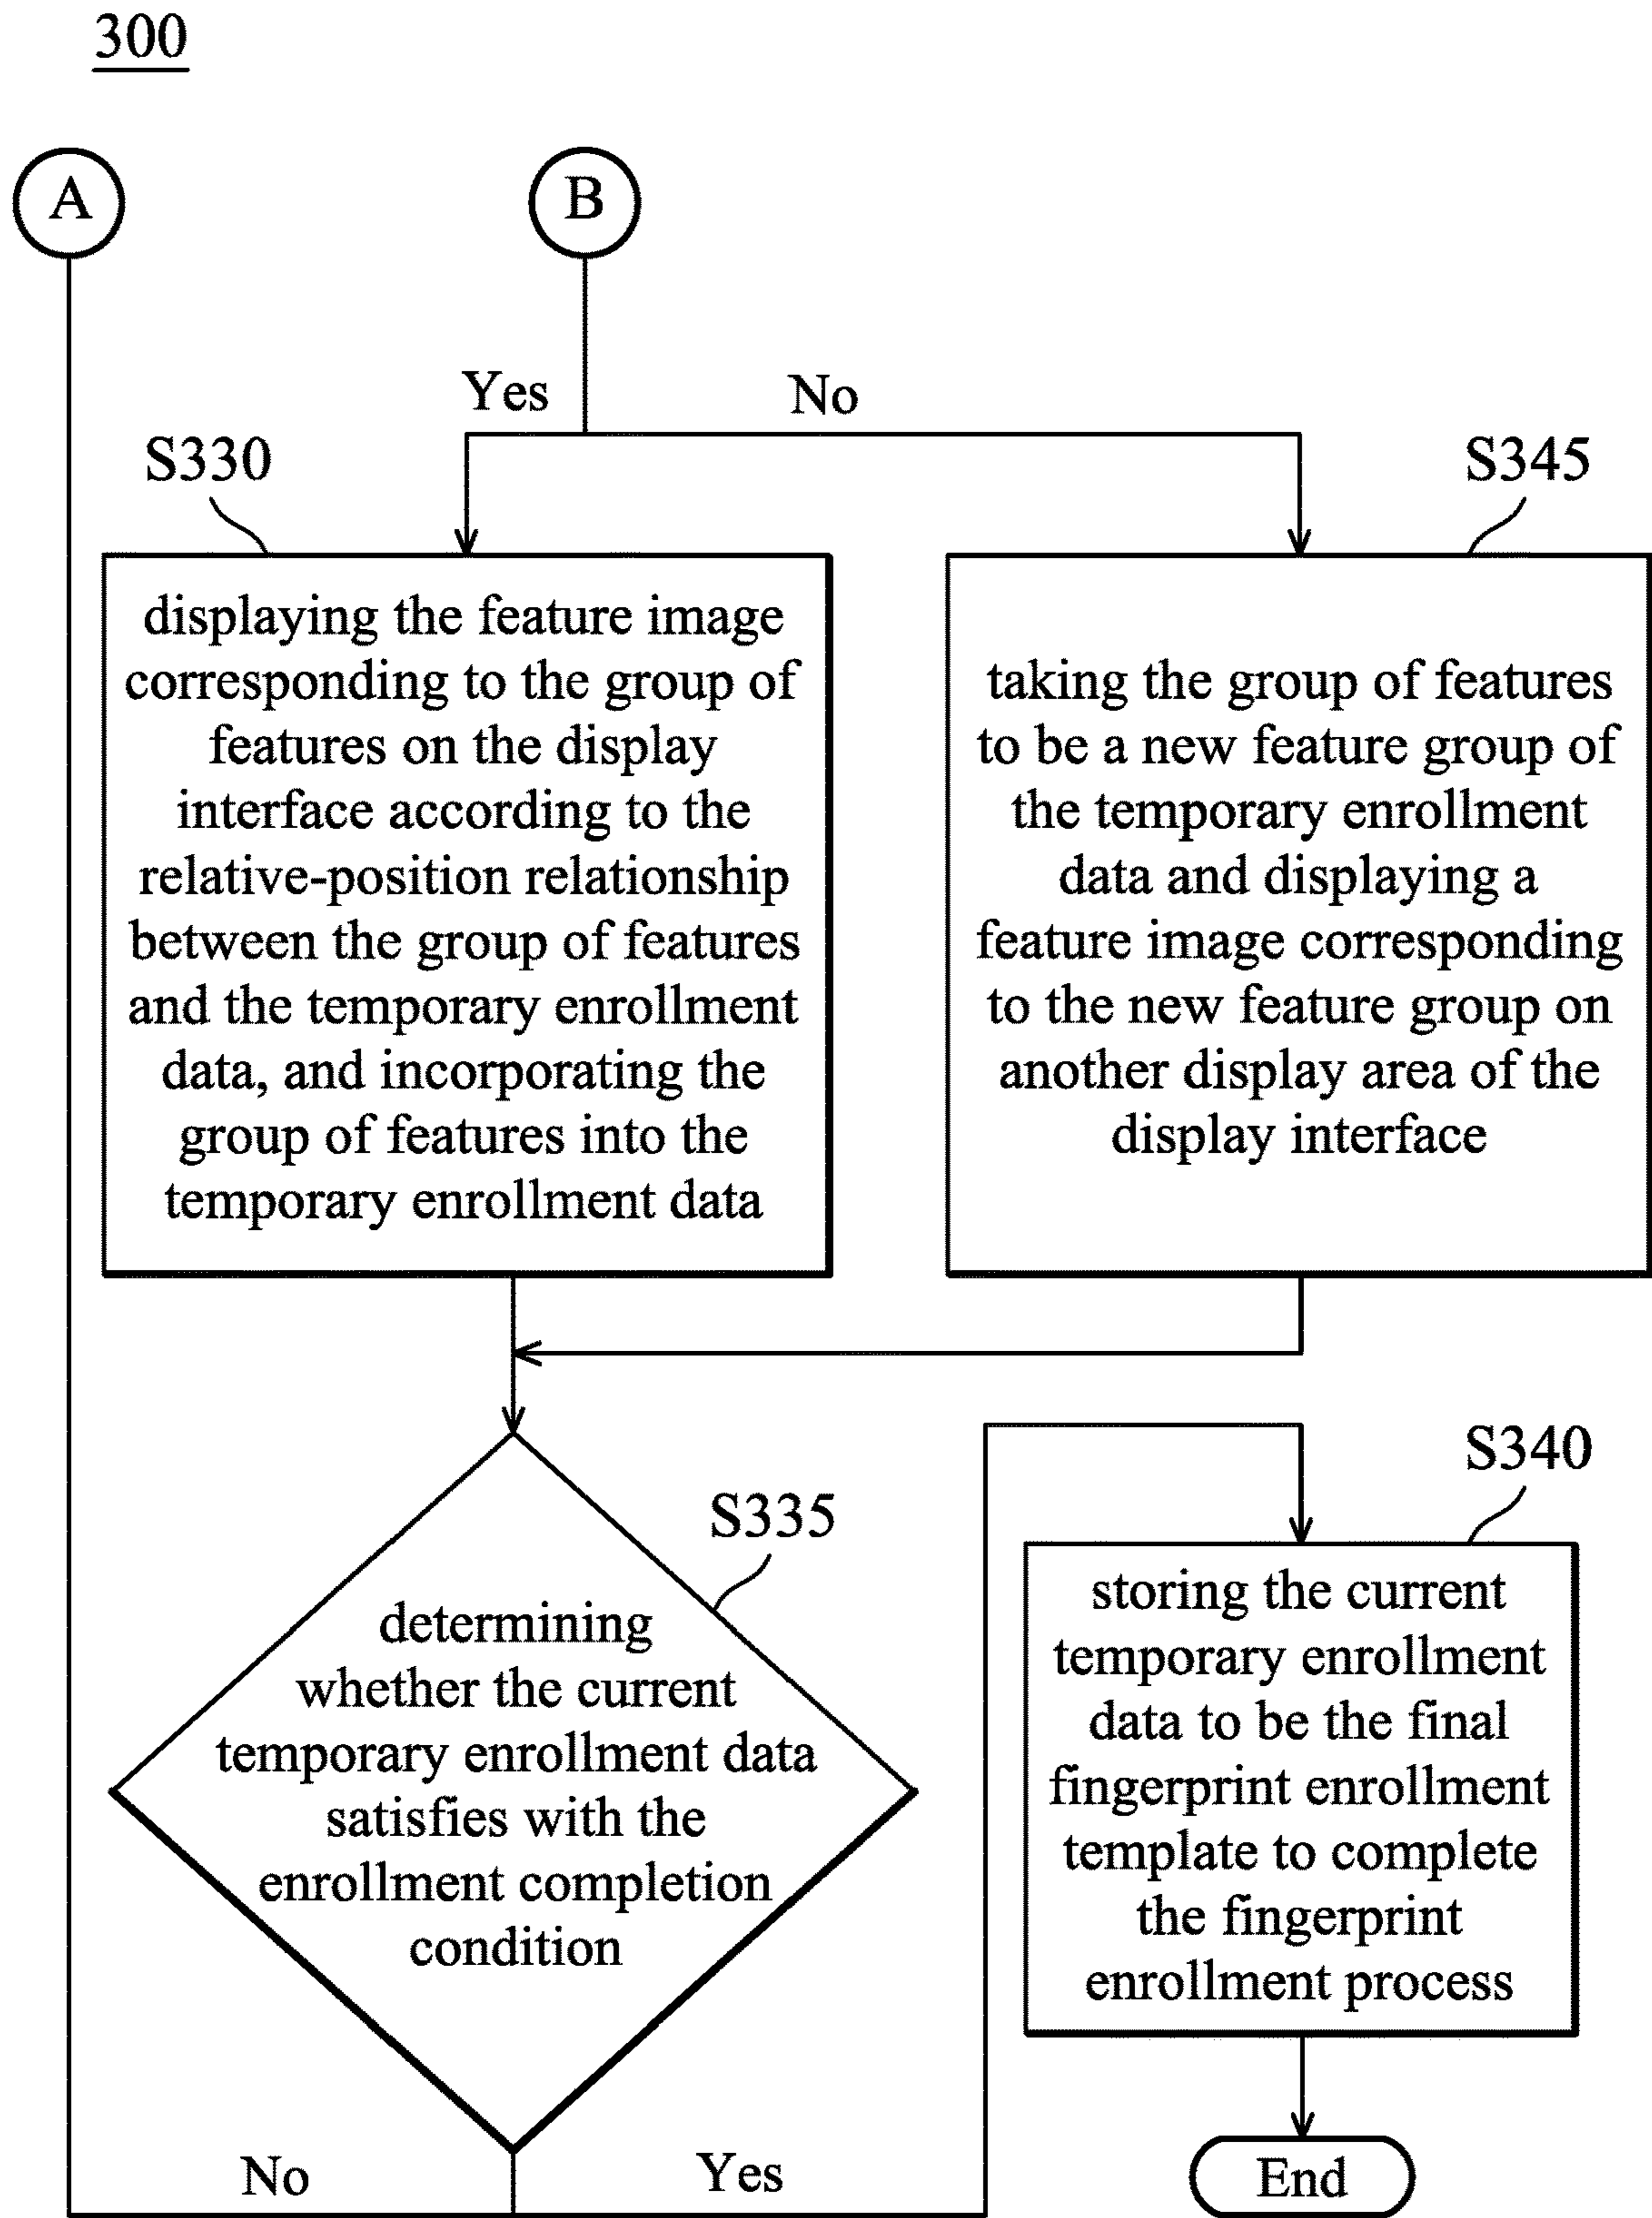 300
A
B
Yes
No
S330
S345
displaying the feature image
corresponding to the group of
features on the display
interface according to the
relative-position relationship
between the group of features
and the temporary enrollment
data, and incorporating the
group of features into the
temporary enrollment data
taking the group of features
to be a new feature group of
the temporary enrollment
data and displaying a
feature image corresponding
to the new feature group on
another display area of the
display interface
S335
determining
whether the current
temporary enrollment data
satisfies with the
enrollment completion
condition
S340
storing the current
temporary enrollment
data to be the final
fingerprint enrollment
template to complete
the fingerprint
enrollment process
No
Yes
End